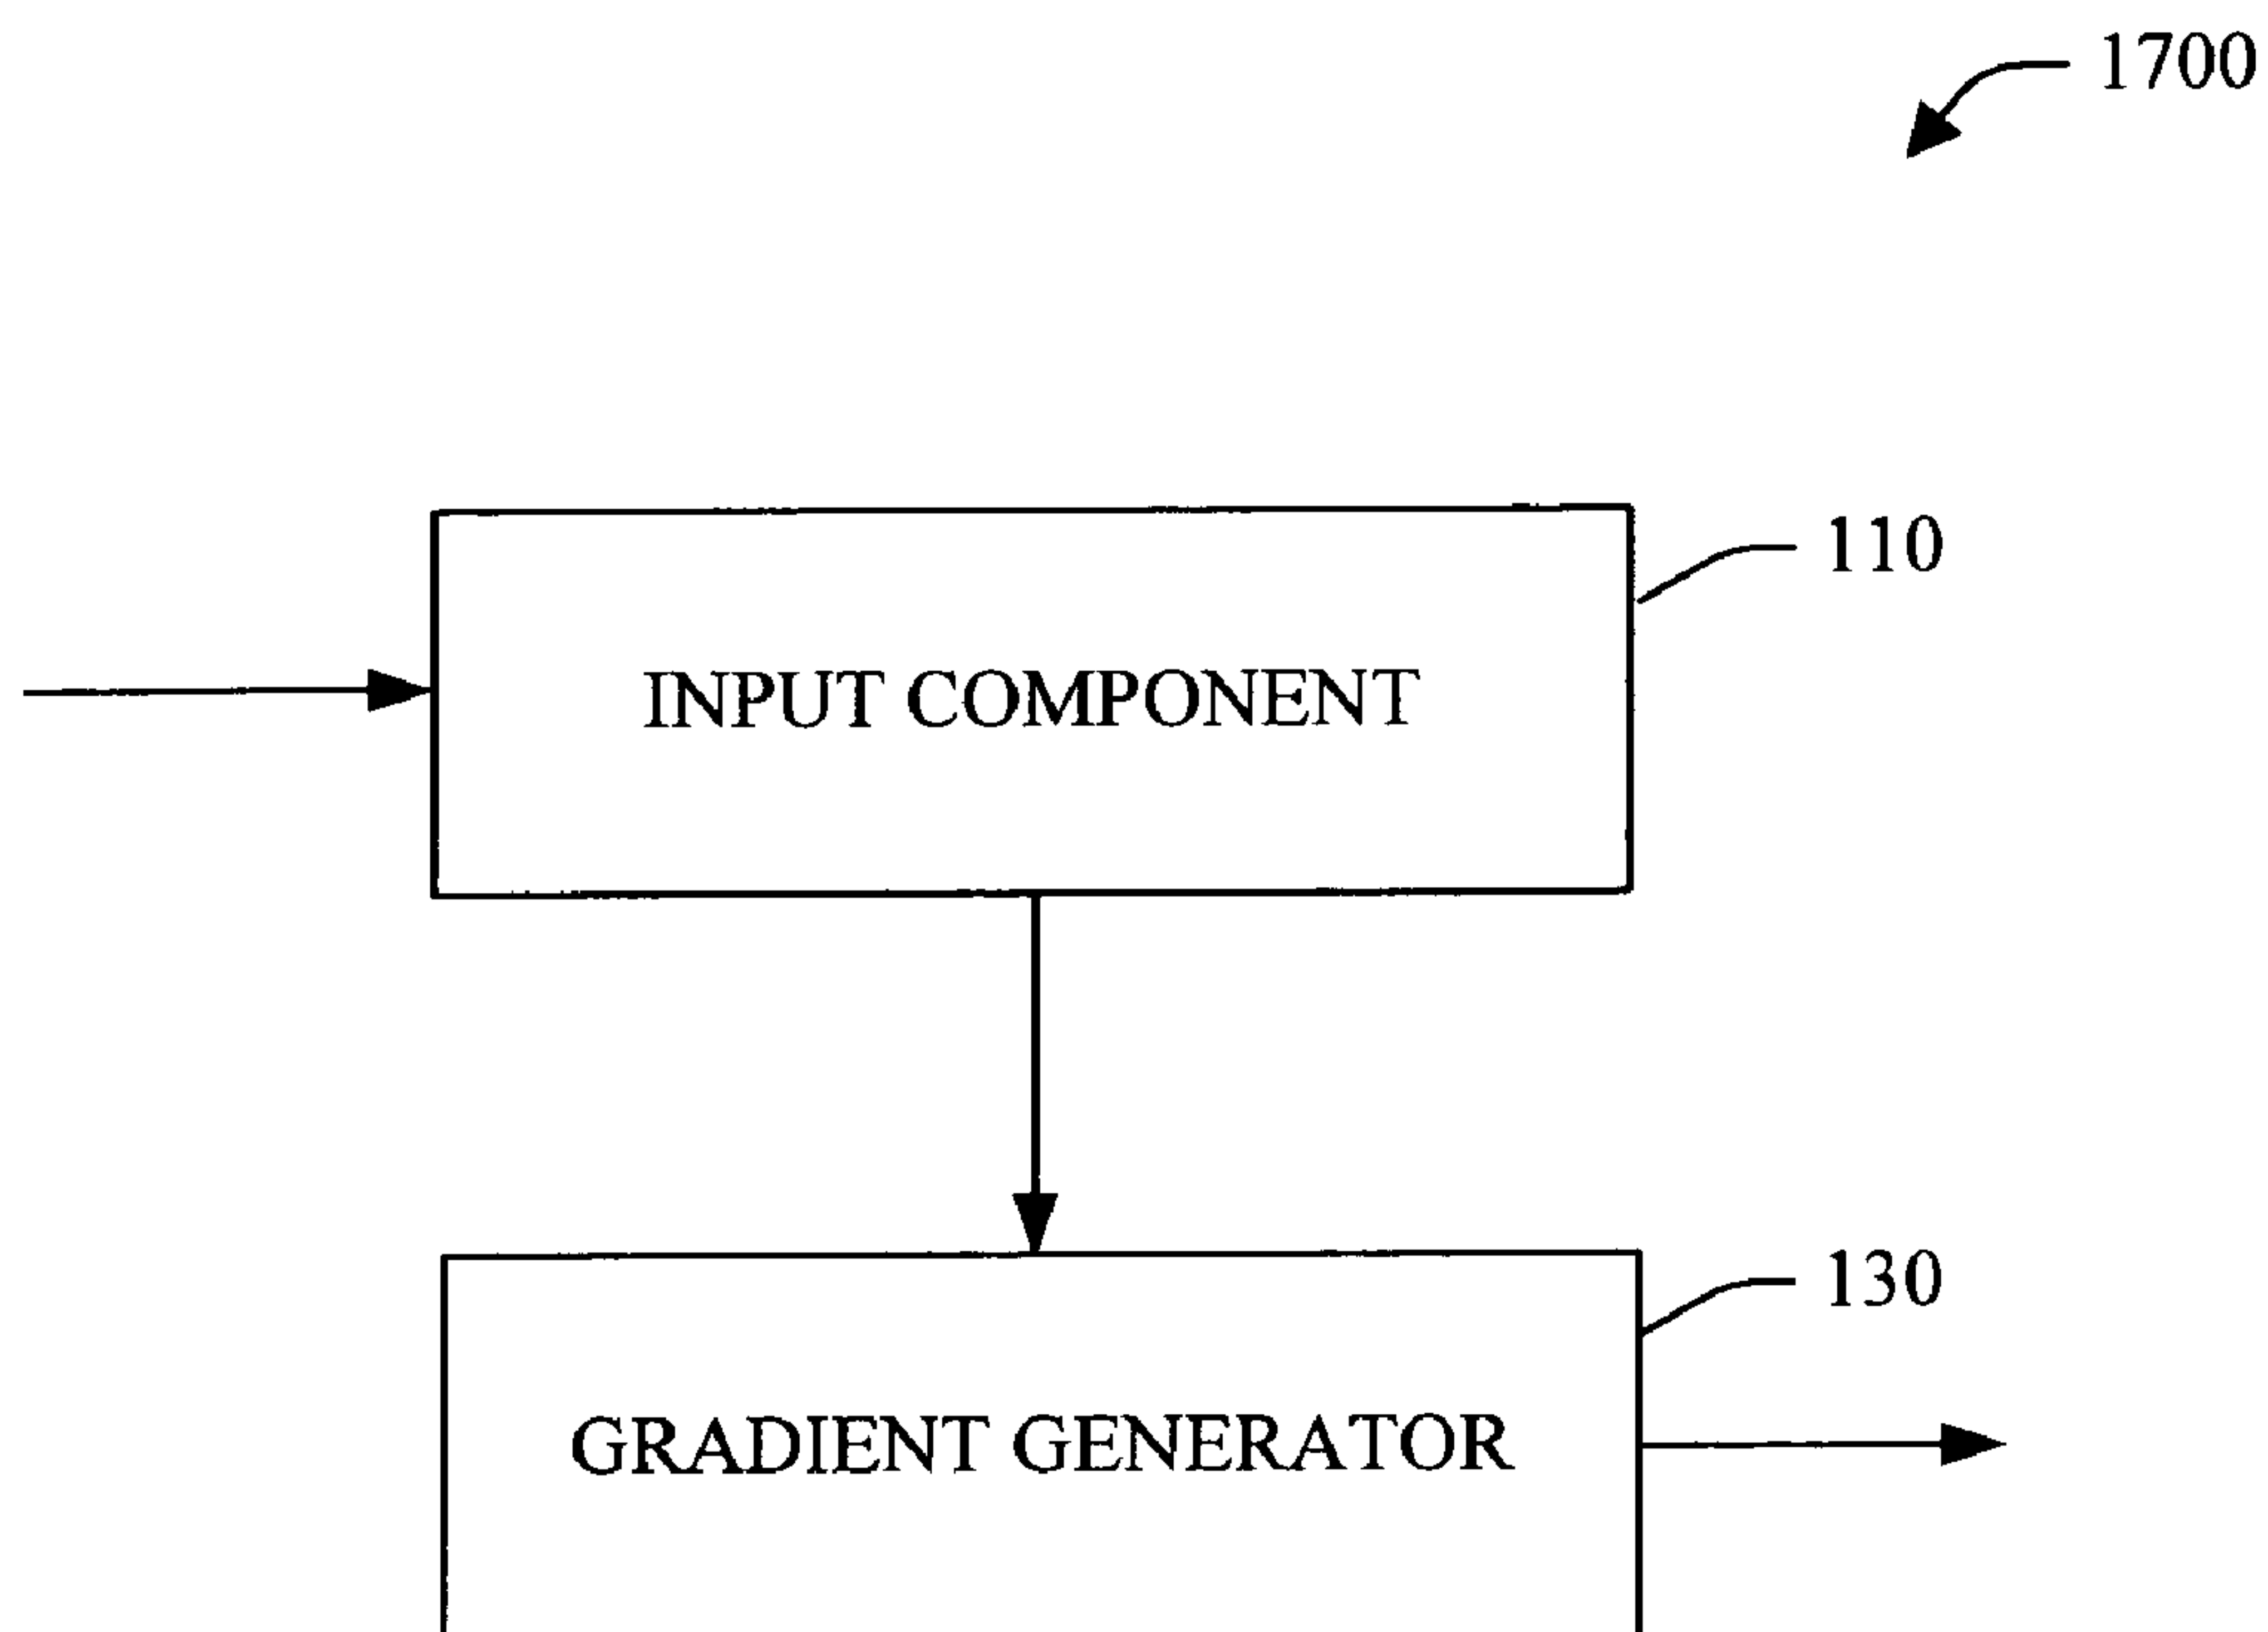 1700
110
INPUT COMPONENT
130
GRADIENT GENERATOR